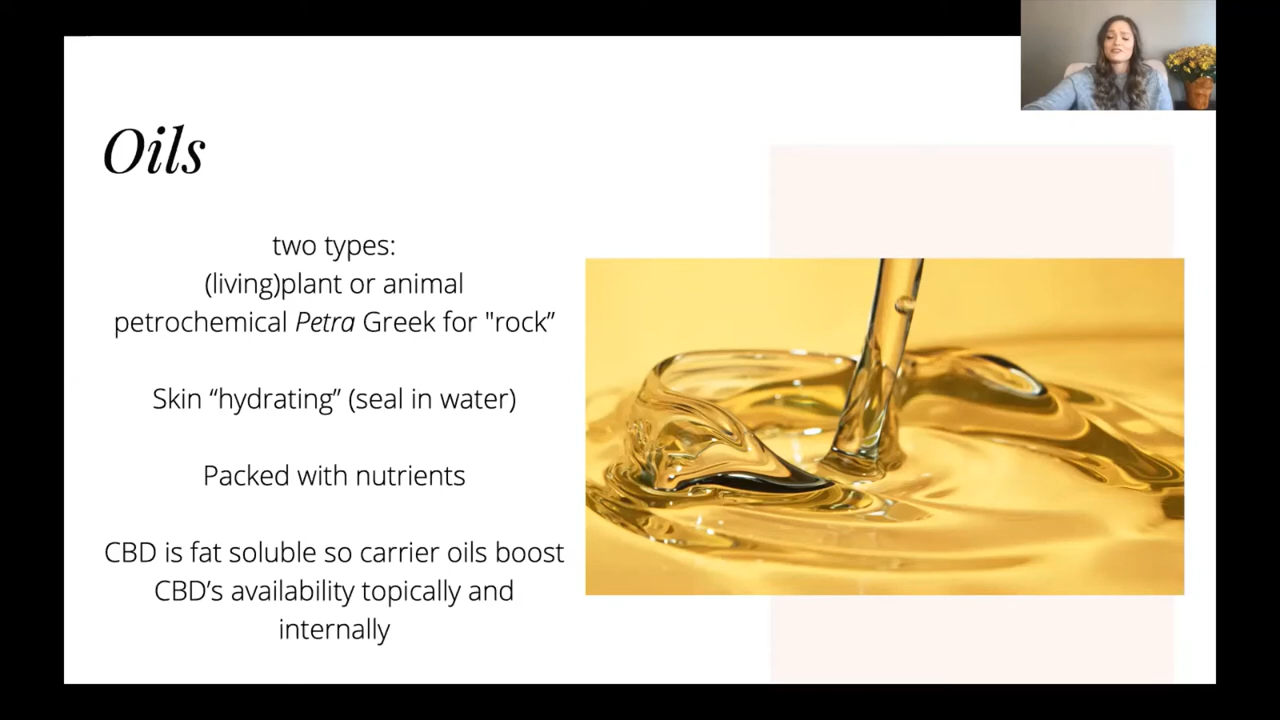 Oils
two types:
(living)plant or animal
petrochemical Petra Greek for "rock”
Skin “hydrating” (seal in water)
Packed with nutrients
CBD is fat soluble so carrier oils boost
CBD’s availability topically and
internally